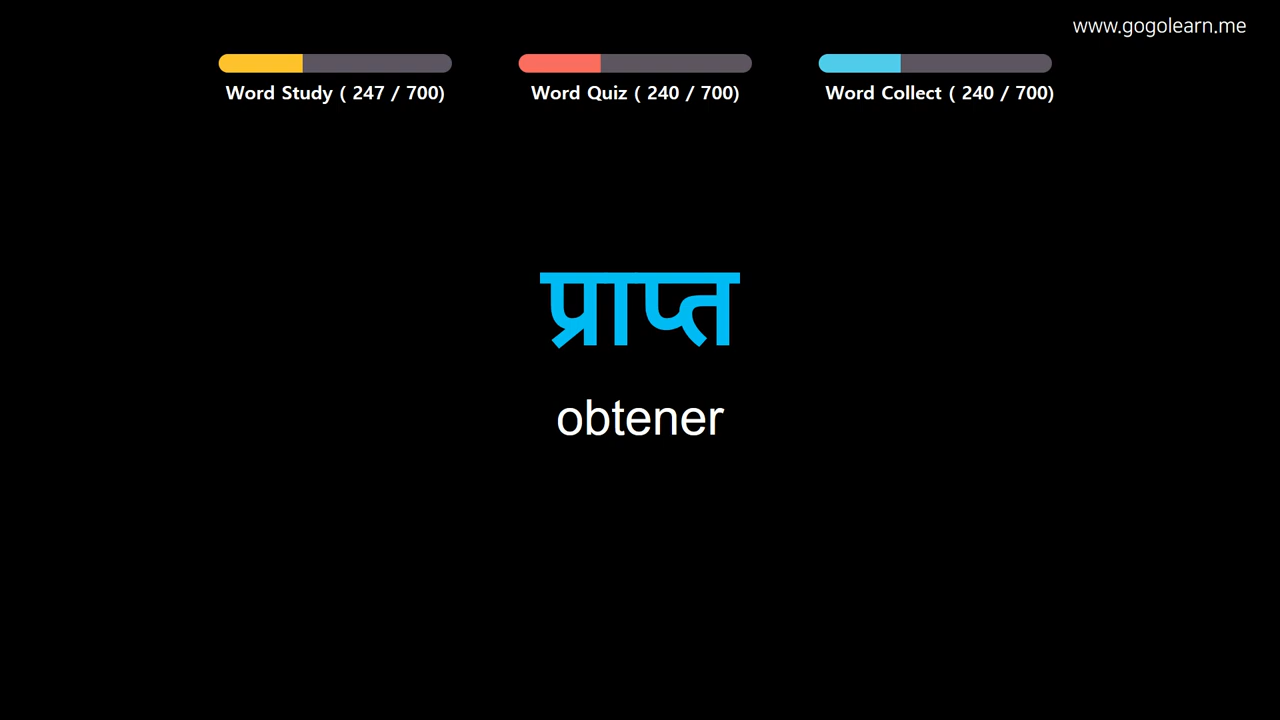 www.gogolearn.me
Word Study ( 247 / 700)
Word Quiz ( 240 / 700)
Word Collect ( 240 / 700)
प्राप्त
obtener